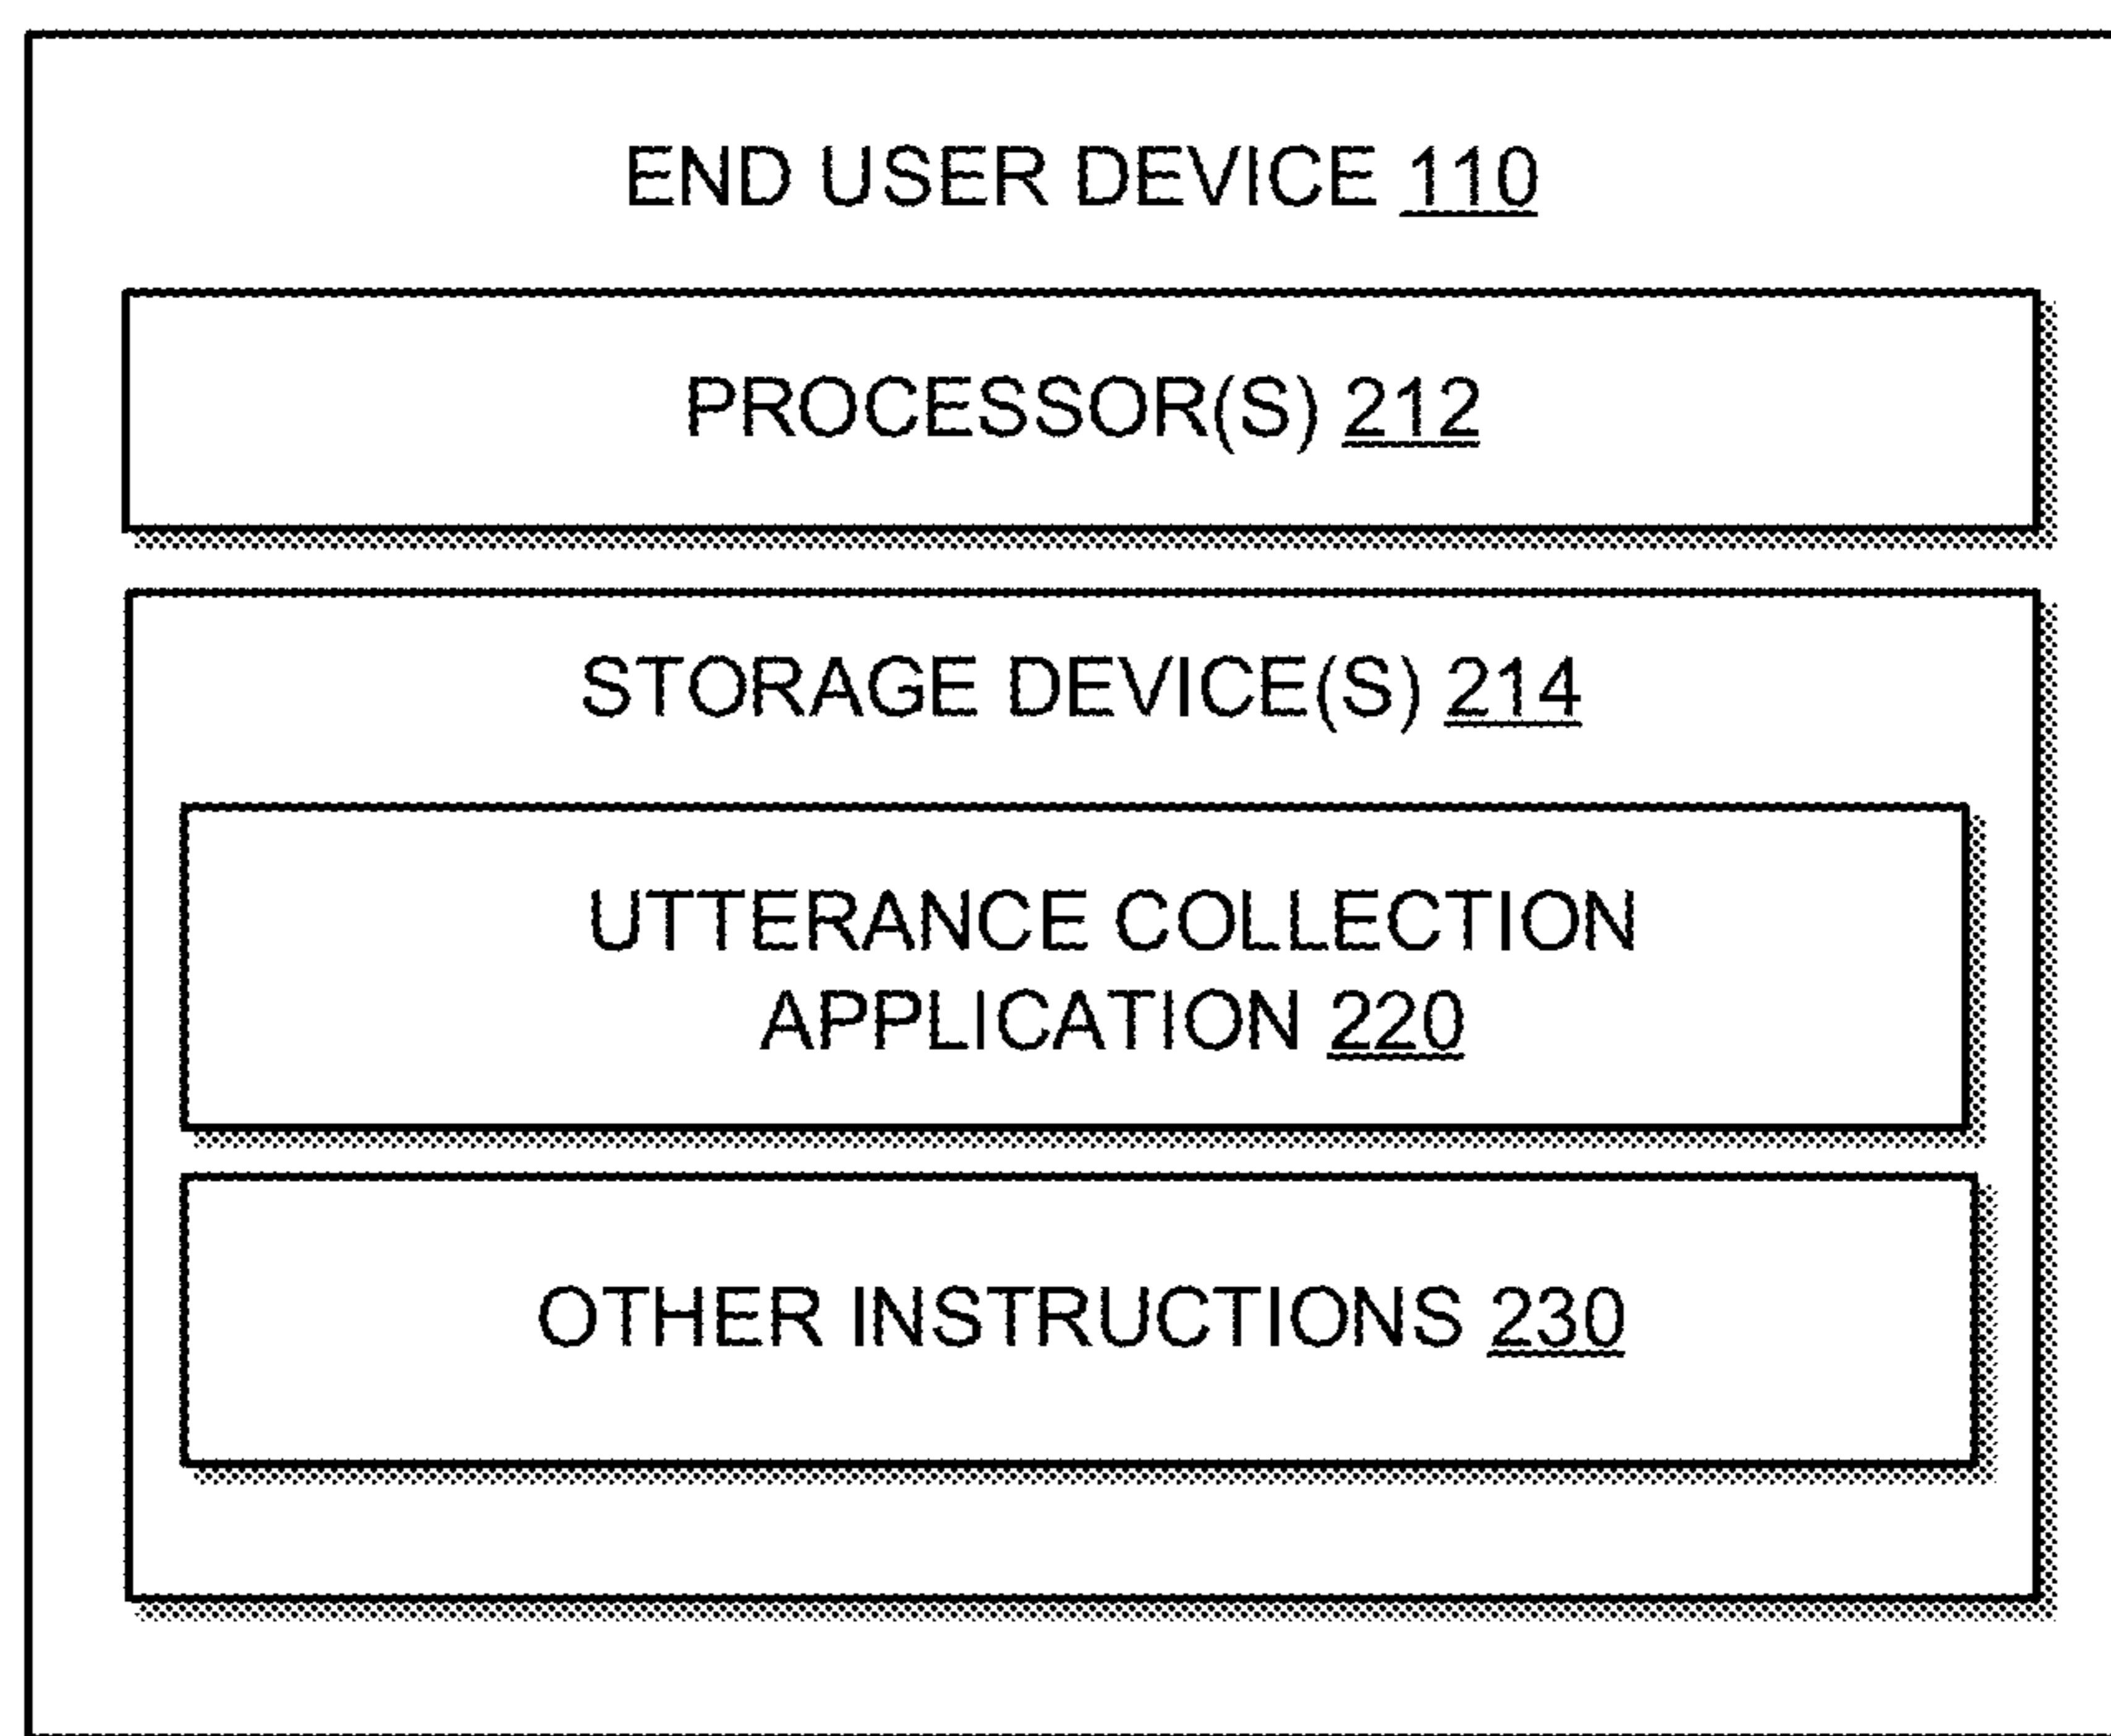 END USER DEVICE 110
PROCESSOR(S) 212
STORAGE DEVICE(S) 214
UTTERANCE COLLECTION
APPLICATION 220
OTHER INSTRUCTIONS 230